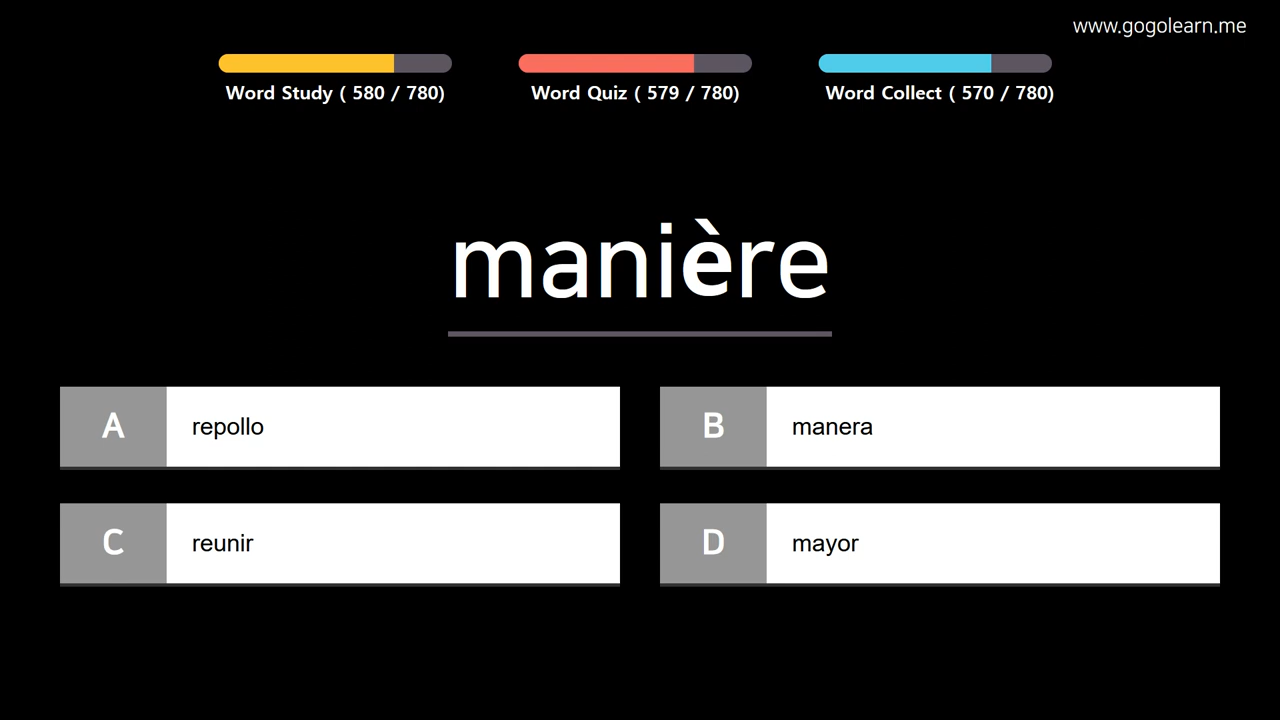 www.gogolearn.me
Word Study ( 580 / 780)
Word Quiz ( 579 / 780)
Word Collect ( 570 / 780)
manière
A repollo
B manera
C reunir
D mayor